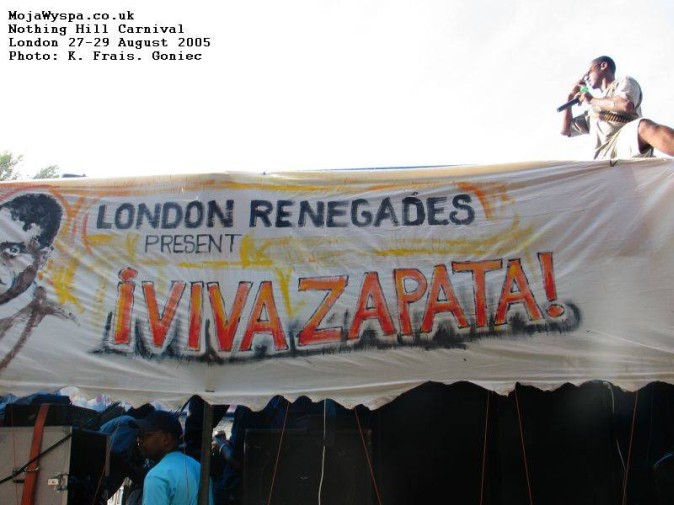 MojaWyspa.co.uk
Nothing Hill Carnival
London 27-29 August 2005
Photo: K. Frais. Goniec
LONDON RENEGADES
PRESENT
¡VIVA ZAPATA!